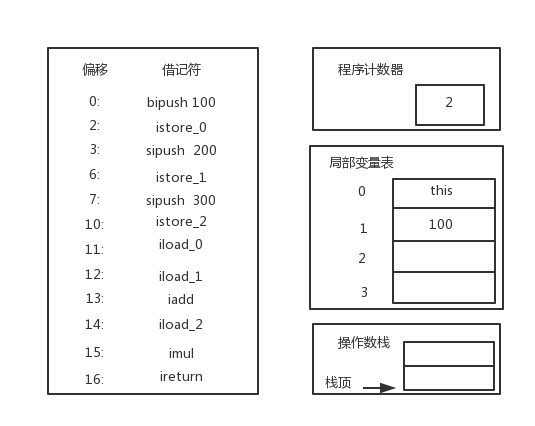 偏移 借记符
0: bipush 100
2: istore_0
3: sipush 200
6: istore_1
7: sipush 300
10: istore_2
11: iload_0
12: iload_1
13: iadd
14: iload_2
15: imul
16: ireturn
程序计数器
2
局部变量表
0 this
1 100
2
3
操作数栈
栈顶